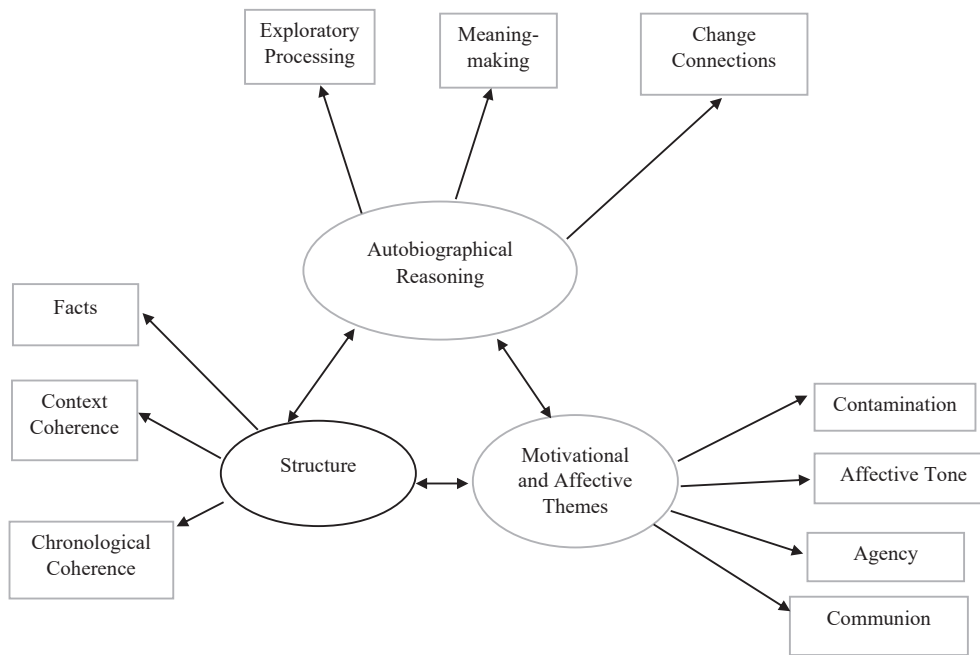 Exploratory
Processing
Meaning-
making
Change
Connections
Autobiographical
Reasoning
Facts
Context
Coherence
Chronological
Coherence
Structure
Motivational
and Affective
Themes
Contamination
Affective Tone
Agency
Communion